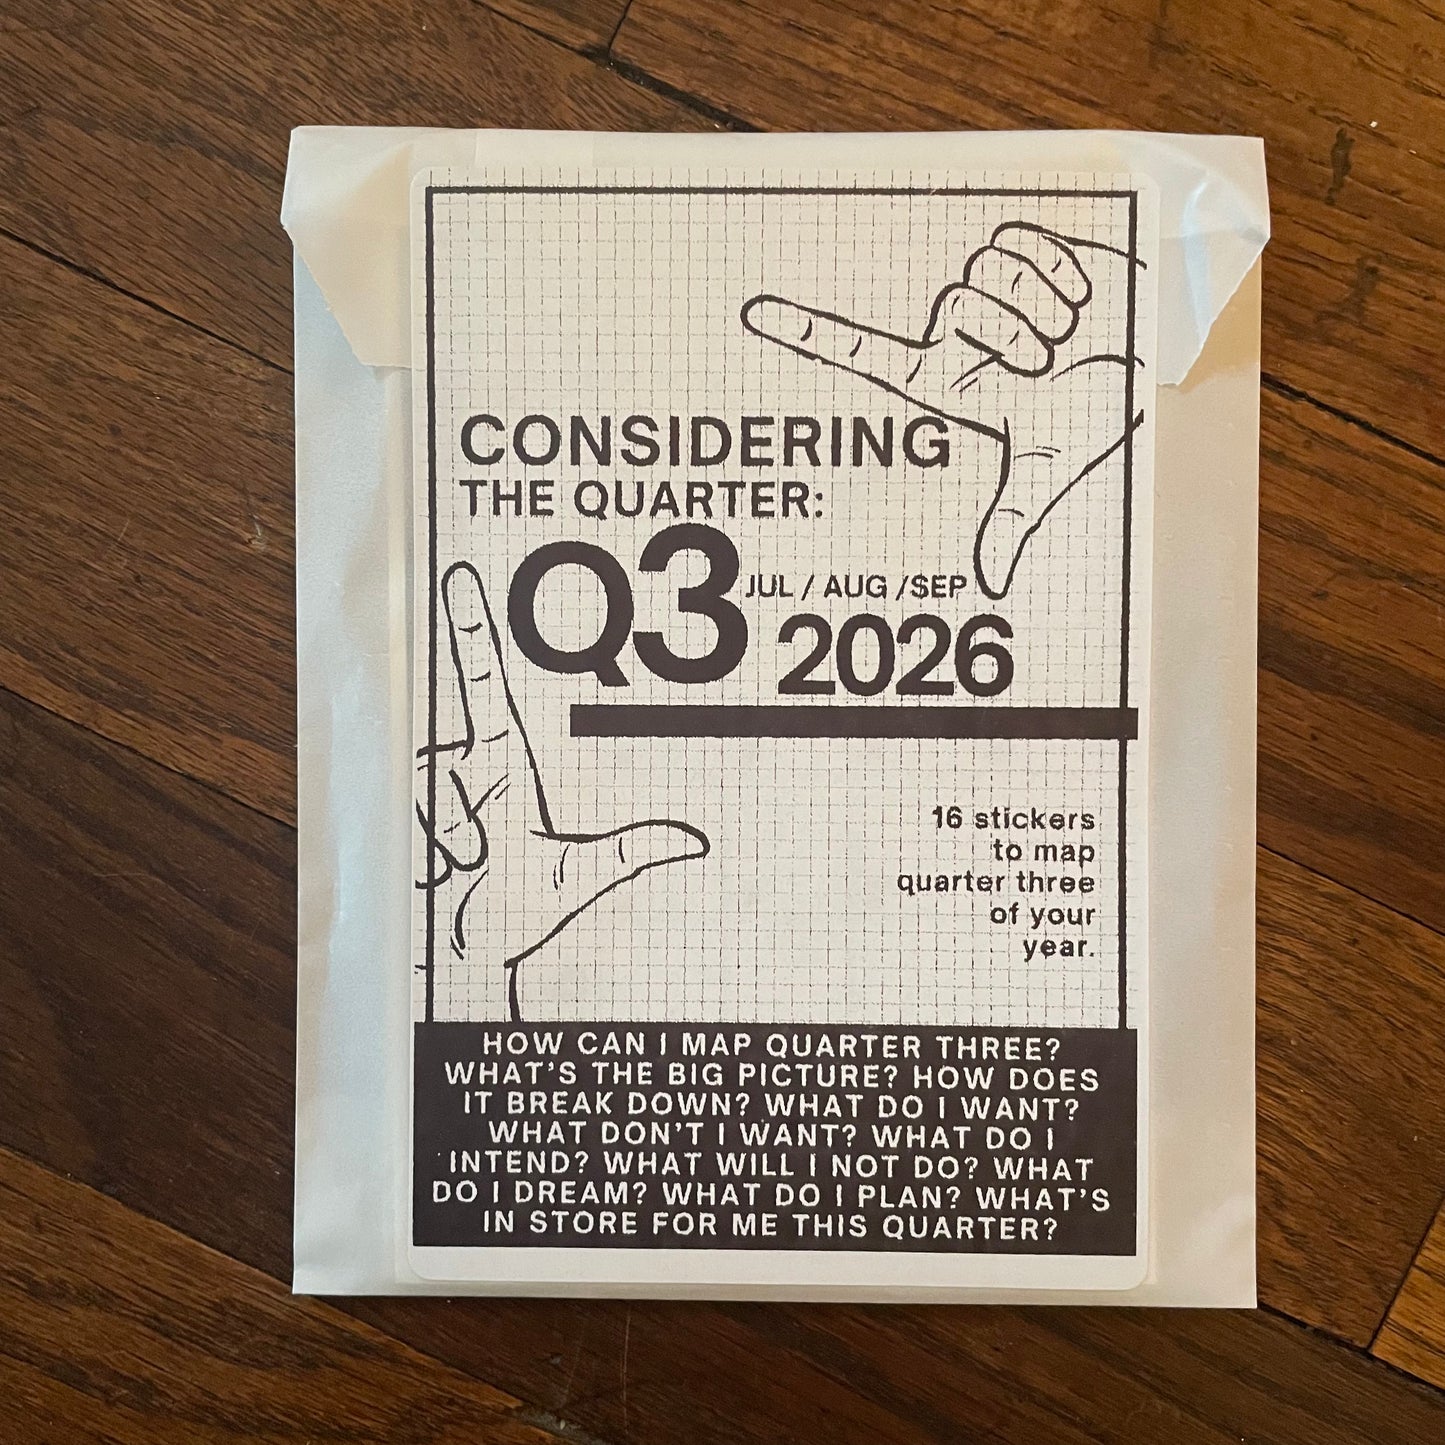 CONSIDERING
THE QUARTER:
Q3 JUL / AUG /SEP
2026
16 stickers
to map
quarter three
of your
year.
HOW CAN I MAP QUARTER THREE?
WHAT'S THE BIG PICTURE? HOW DOES
IT BREAK DOWN? WHAT DO I WANT?
WHAT DON'T I WANT? WHAT DO I
INTEND? WHAT WILL I NOT DO? WHAT
DO I DREAM? WHAT DO I PLAN? WHAT'S
IN STORE FOR ME THIS QUARTER?